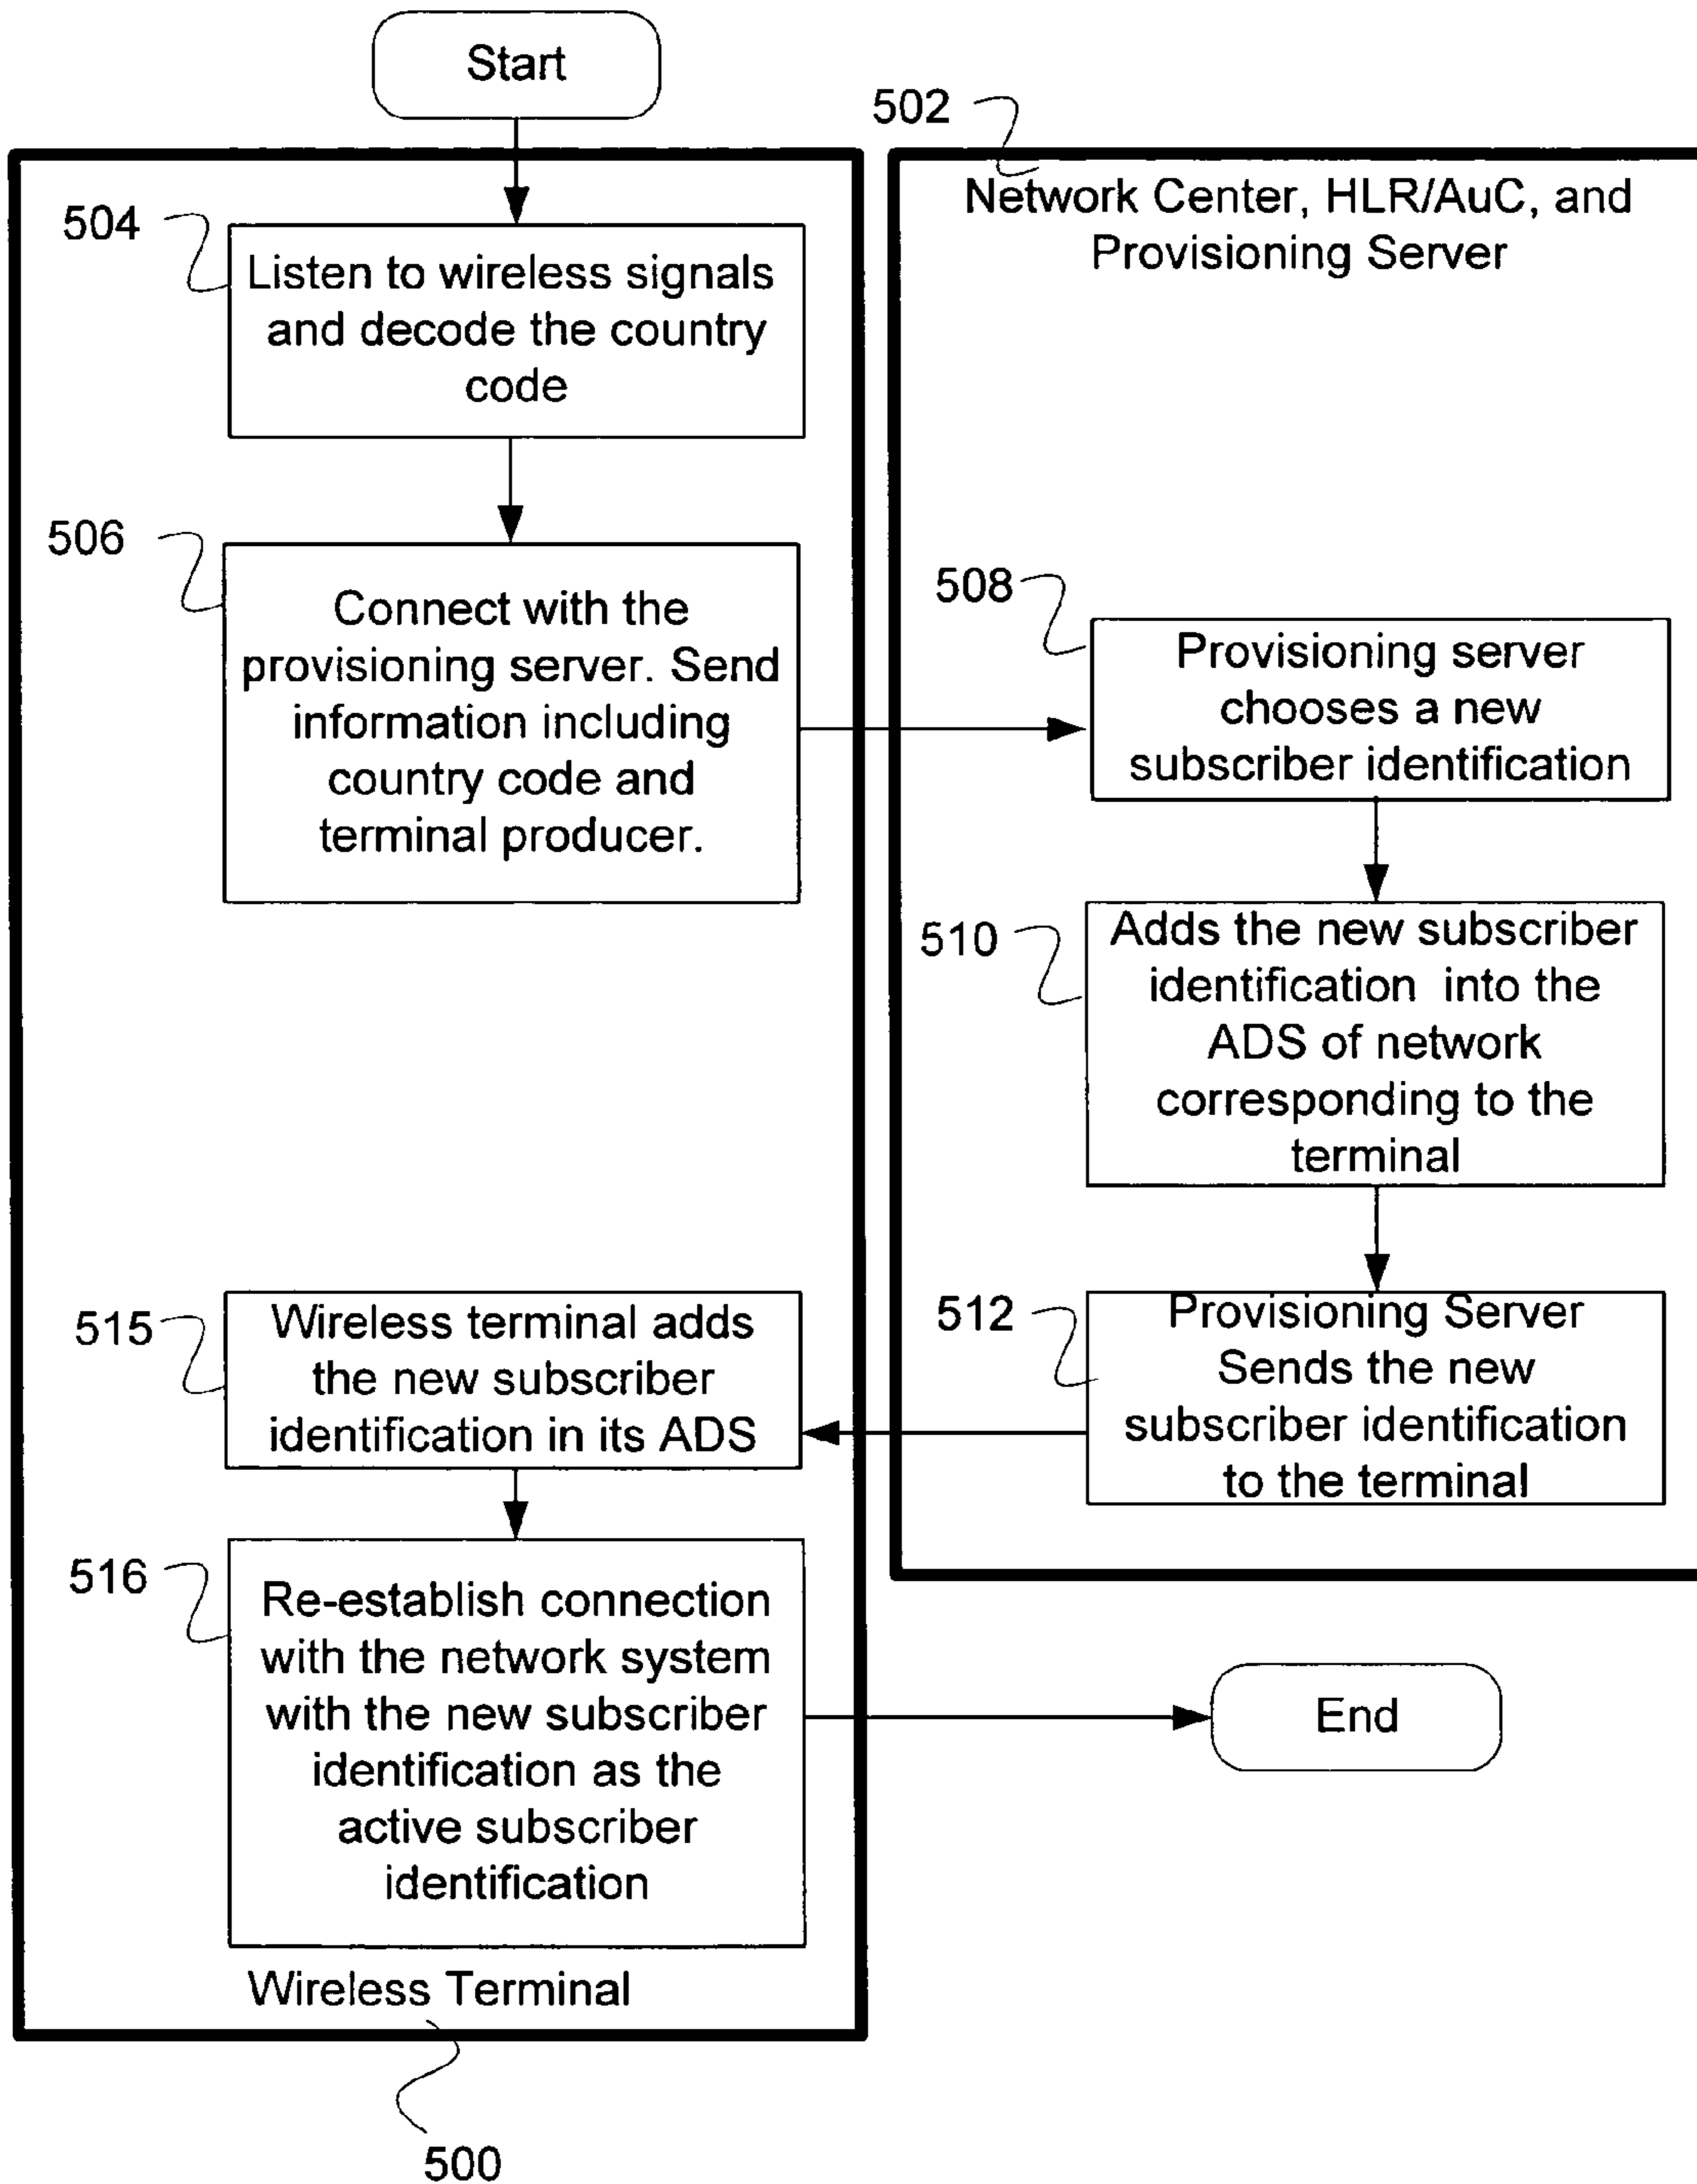 Start
502
Network Center, HLR/AuC, and
Provisioning Server
504
Listen to wireless signals
and decode the country
code
506
Connect with the
provisioning server. Send
information including
country code and
terminal producer.
508
Provisioning server
chooses a new
subscriber identification
510
Adds the new subscriber
identification into the
ADS of network
corresponding to the
terminal
512
Provisioning Server
Sends the new
subscriber identification
to the terminal
515
Wireless terminal adds
the new subscriber
identification in its ADS
516
Re-establish connection
with the network system
with the new subscriber
identification as the
active subscriber
identification
End
Wireless Terminal
500